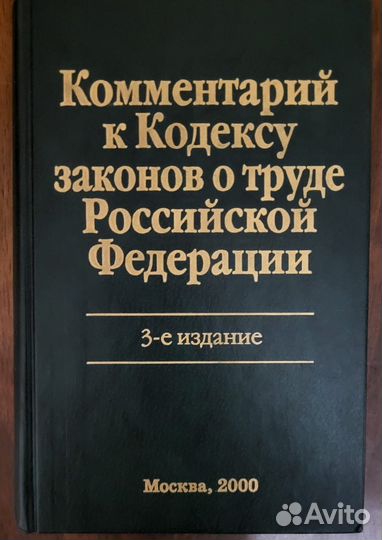 Комментарий
к Кодексу
законов о труде
Российской
Федерации
3-е издание
Москва, 2000
Avito